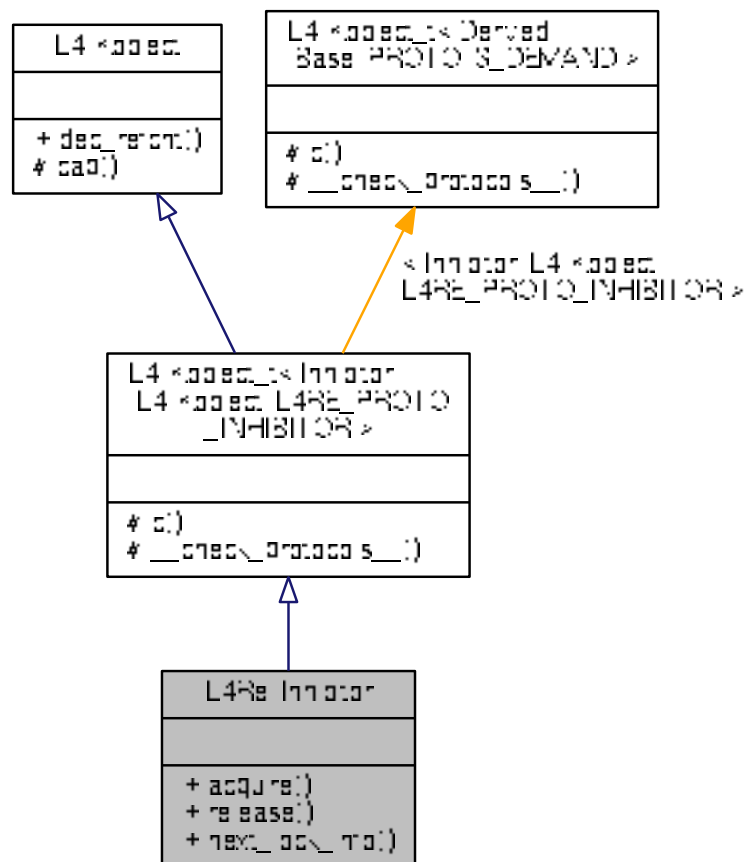 L4::Kobject
+ dec_refcnt()
# cap()
L4::Kobject_t< Derived,
Base, PROTO, S_DEMAND >
# c()
# __check_protocols__()
< Inhibitor, L4::Kobject,
L4RE_PROTO_INHIBITOR >
L4::Kobject_t< Inhibitor,
L4::Kobject, L4RE_PROTO
_INHIBITOR >
# c()
# __check_protocols__()
L4Re::Inhibitor
+ acquire()
+ release()
+ next_lock_info()